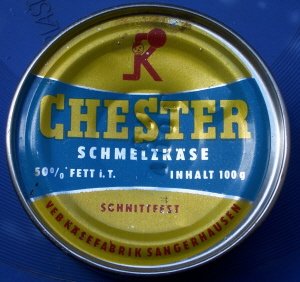 CHESTER
SCHMELZKÄSE
50% FETT i.T. INHALT 100g
SCHNITTFEST
VEB KÄSEFABRIK SANGERHAUSEN